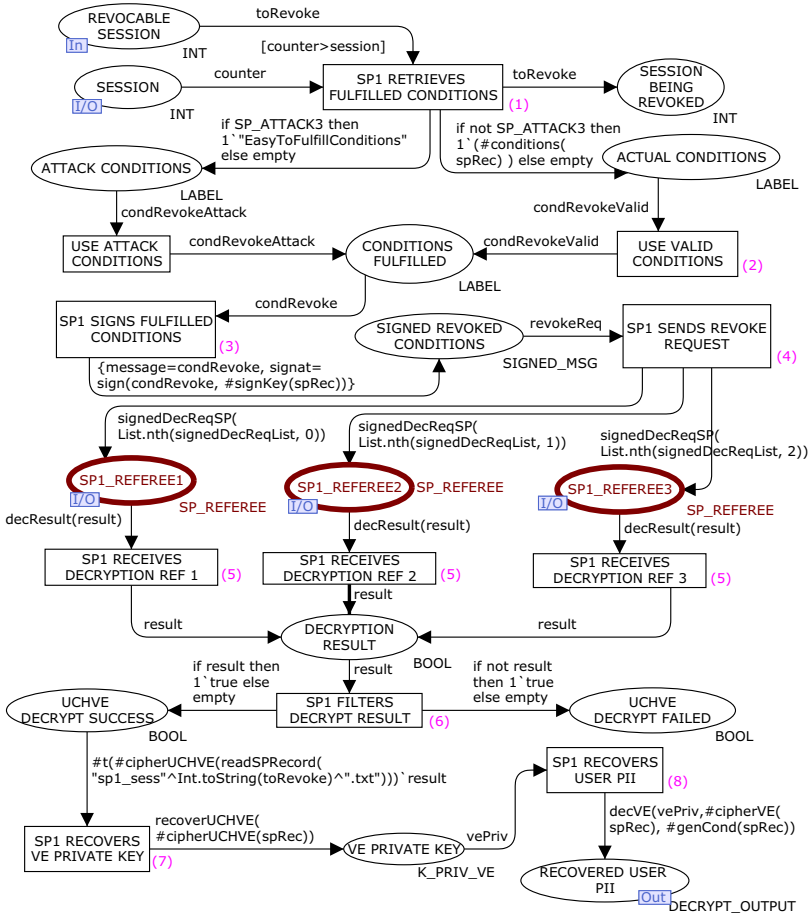 REVOCABLE
SESSION
In
INT
toRevoke
[counter>session]
SESSION
I/O
INT
counter
SP1 RETRIEVES
FULFILLED CONDITIONS
(1)
toRevoke
SESSION
BEING
REVOKED
INT
if SP_ATTACK3 then
1`"EasyToFulfillConditions"
else empty
if not SP_ATTACK3 then
1`(#conditions(
spRec) ) else empty
ATTACK CONDITIONS
LABEL
ACTUAL CONDITIONS
LABEL
condRevokeAttack
condRevokeValid
USE ATTACK
CONDITIONS
condRevokeAttack
CONDITIONS
FULFILLED
LABEL
condRevokeValid
USE VALID
CONDITIONS
(2)
condRevoke
SP1 SIGNS FULFILLED
CONDITIONS
(3)
SIGNED REVOKED
CONDITIONS
SIGNED_MSG
revokeReq
SP1 SENDS REVOKE
REQUEST
(4)
{message=condRevoke, signat=
sign(condRevoke, #signKey(spRec))}
signedDecReqSP(
List.nth(signedDecReqList, 0))
signedDecReqSP(
List.nth(signedDecReqList, 1))
signedDecReqSP(
List.nth(signedDecReqList, 2))
SP1_REFEREE1
I/O
SP_REFEREE
SP1_REFEREE2
I/O
SP_REFEREE
SP1_REFEREE3
I/O
SP_REFEREE
decResult(result)
decResult(result)
decResult(result)
SP1 RECEIVES
DECRYPTION REF 1
(5)
SP1 RECEIVES
DECRYPTION REF 2
(5)
SP1 RECEIVES
DECRYPTION REF 3
(5)
result
result
result
DECRYPTION
RESULT
BOOL
result
if result then
1`true else
empty
if not result
then 1`true
else empty
SP1 FILTERS
DECRYPT RESULT
(6)
UCHVE
DECRYPT SUCCESS
BOOL
UCHVE
DECRYPT FAILED
BOOL
#t(#cipherUCHVE(readSPRecord(
"sp1_sess"^Int.toString(toRevoke)^".txt")))`result
SP1 RECOVERS
VE PRIVATE KEY
(7)
recoverUCHVE(
#cipherUCHVE(spRec))
VE PRIVATE KEY
K_PRIV_VE
vePriv
SP1 RECOVERS
USER PII
(8)
decVE(vePriv,#cipherVE(
spRec), #genCond(spRec))
RECOVERED USER
PII
Out
DECRYPT_OUTPUT